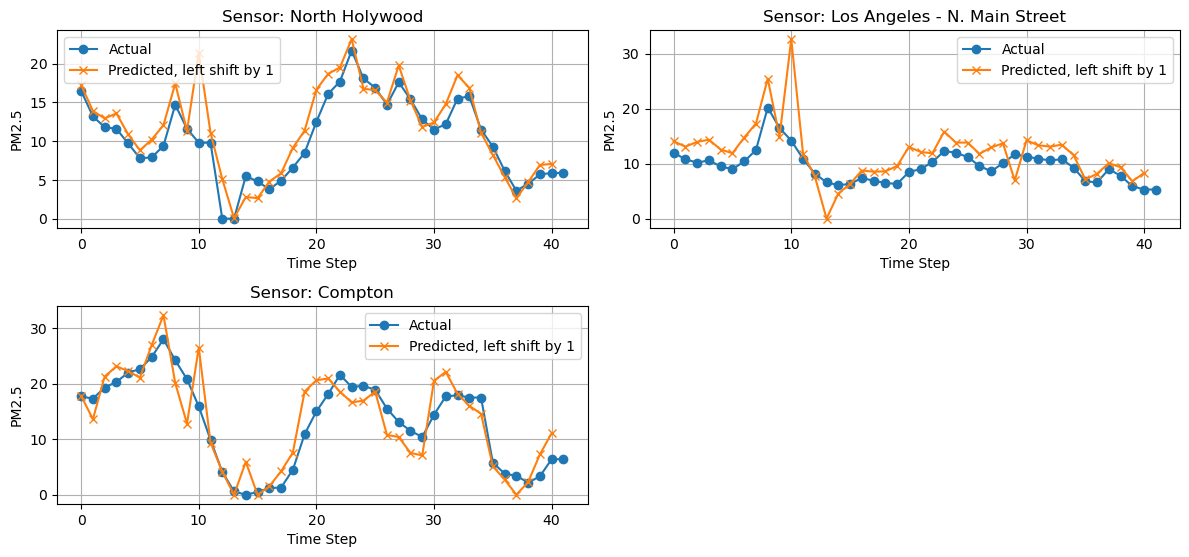 Sensor: North Holywood
Actual
Predicted, left shift by 1
PM2.5
20
15
10
5
0
0
10
20
30
40
Time Step
Sensor: Los Angeles - N. Main Street
Actual
Predicted, left shift by 1
PM2.5
30
20
10
0
0
10
20
30
40
Time Step
Sensor: Compton
Actual
Predicted, left shift by 1
PM2.5
30
20
10
0
0
10
20
30
40
Time Step